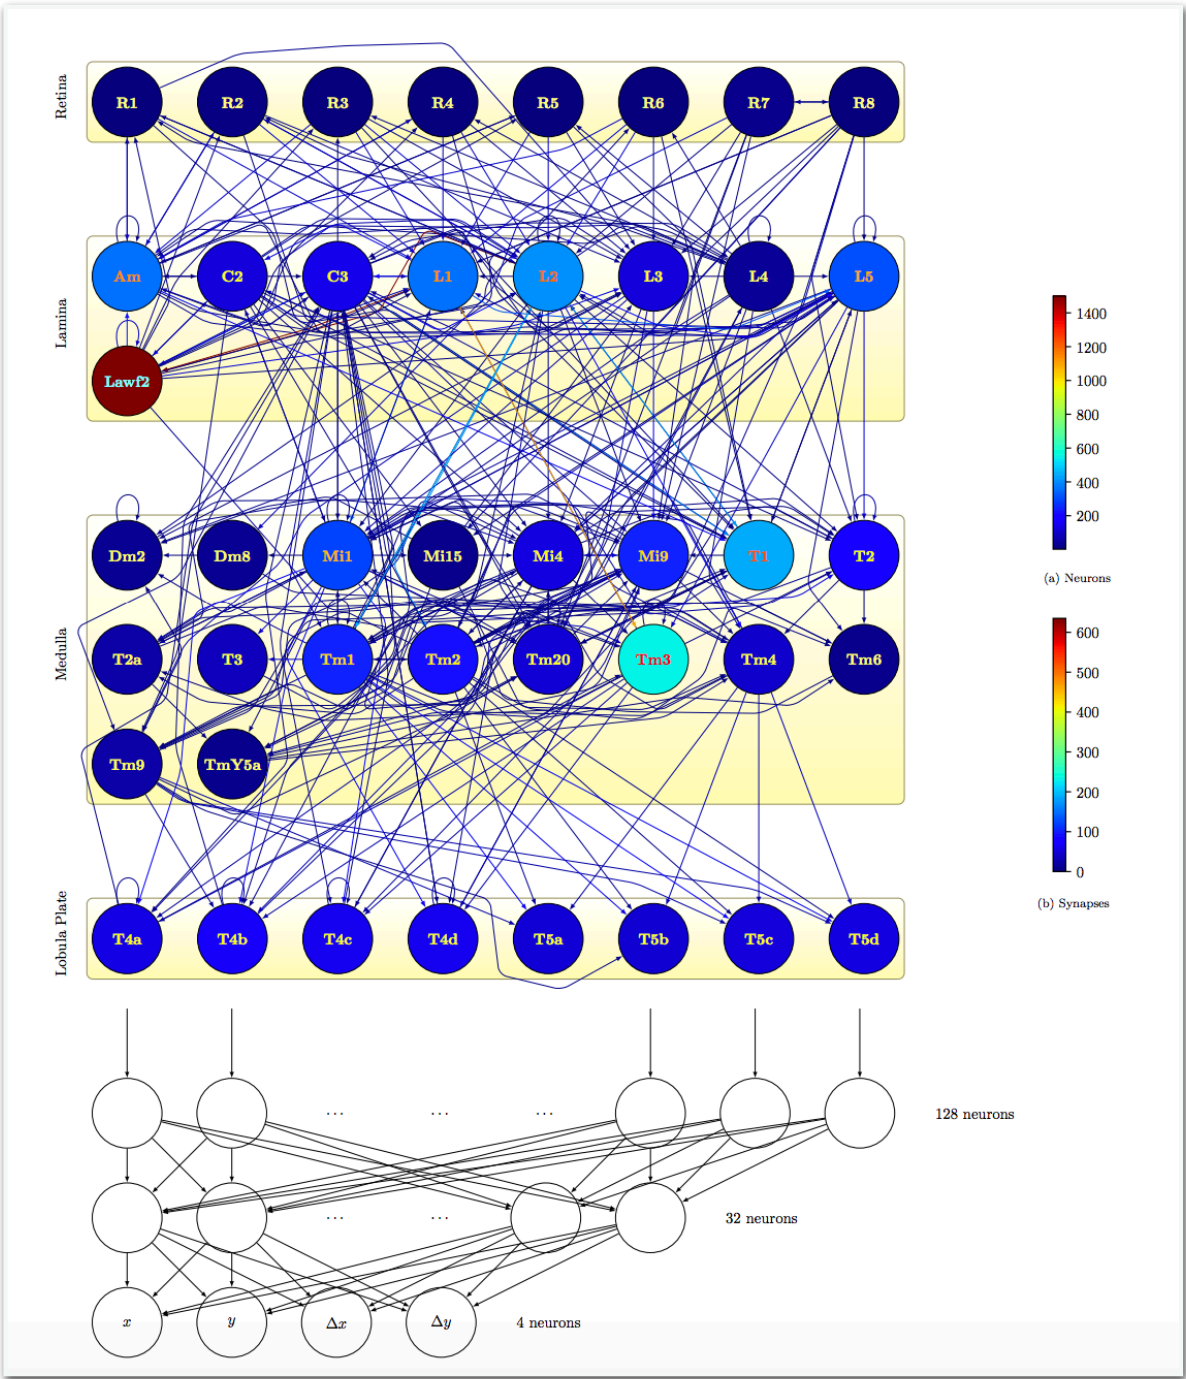 Retina
R1 R2 R3 R4 R5 R6 R7 R8
Lamina
Am C2 C3 L1 L2 L3 L4 L5
Lawf2
Medulla
Dm2 Dm8 Mi1 Mi15 Mi4 Mi9 T1 T2
T2a T3 Tm1 Tm2 Tm20 Tm3 Tm4 Tm6
Tm9 TmY5a
Lobula Plate
T4a T4b T4c T4d T5a T5b T5c T5d
1400
1200
1000
800
600
400
200
(a) Neurons
600
500
400
300
200
100
0
(b) Synapses
... ... ... 128 neurons
... ... 32 neurons
x y Δx Δy 4 neurons